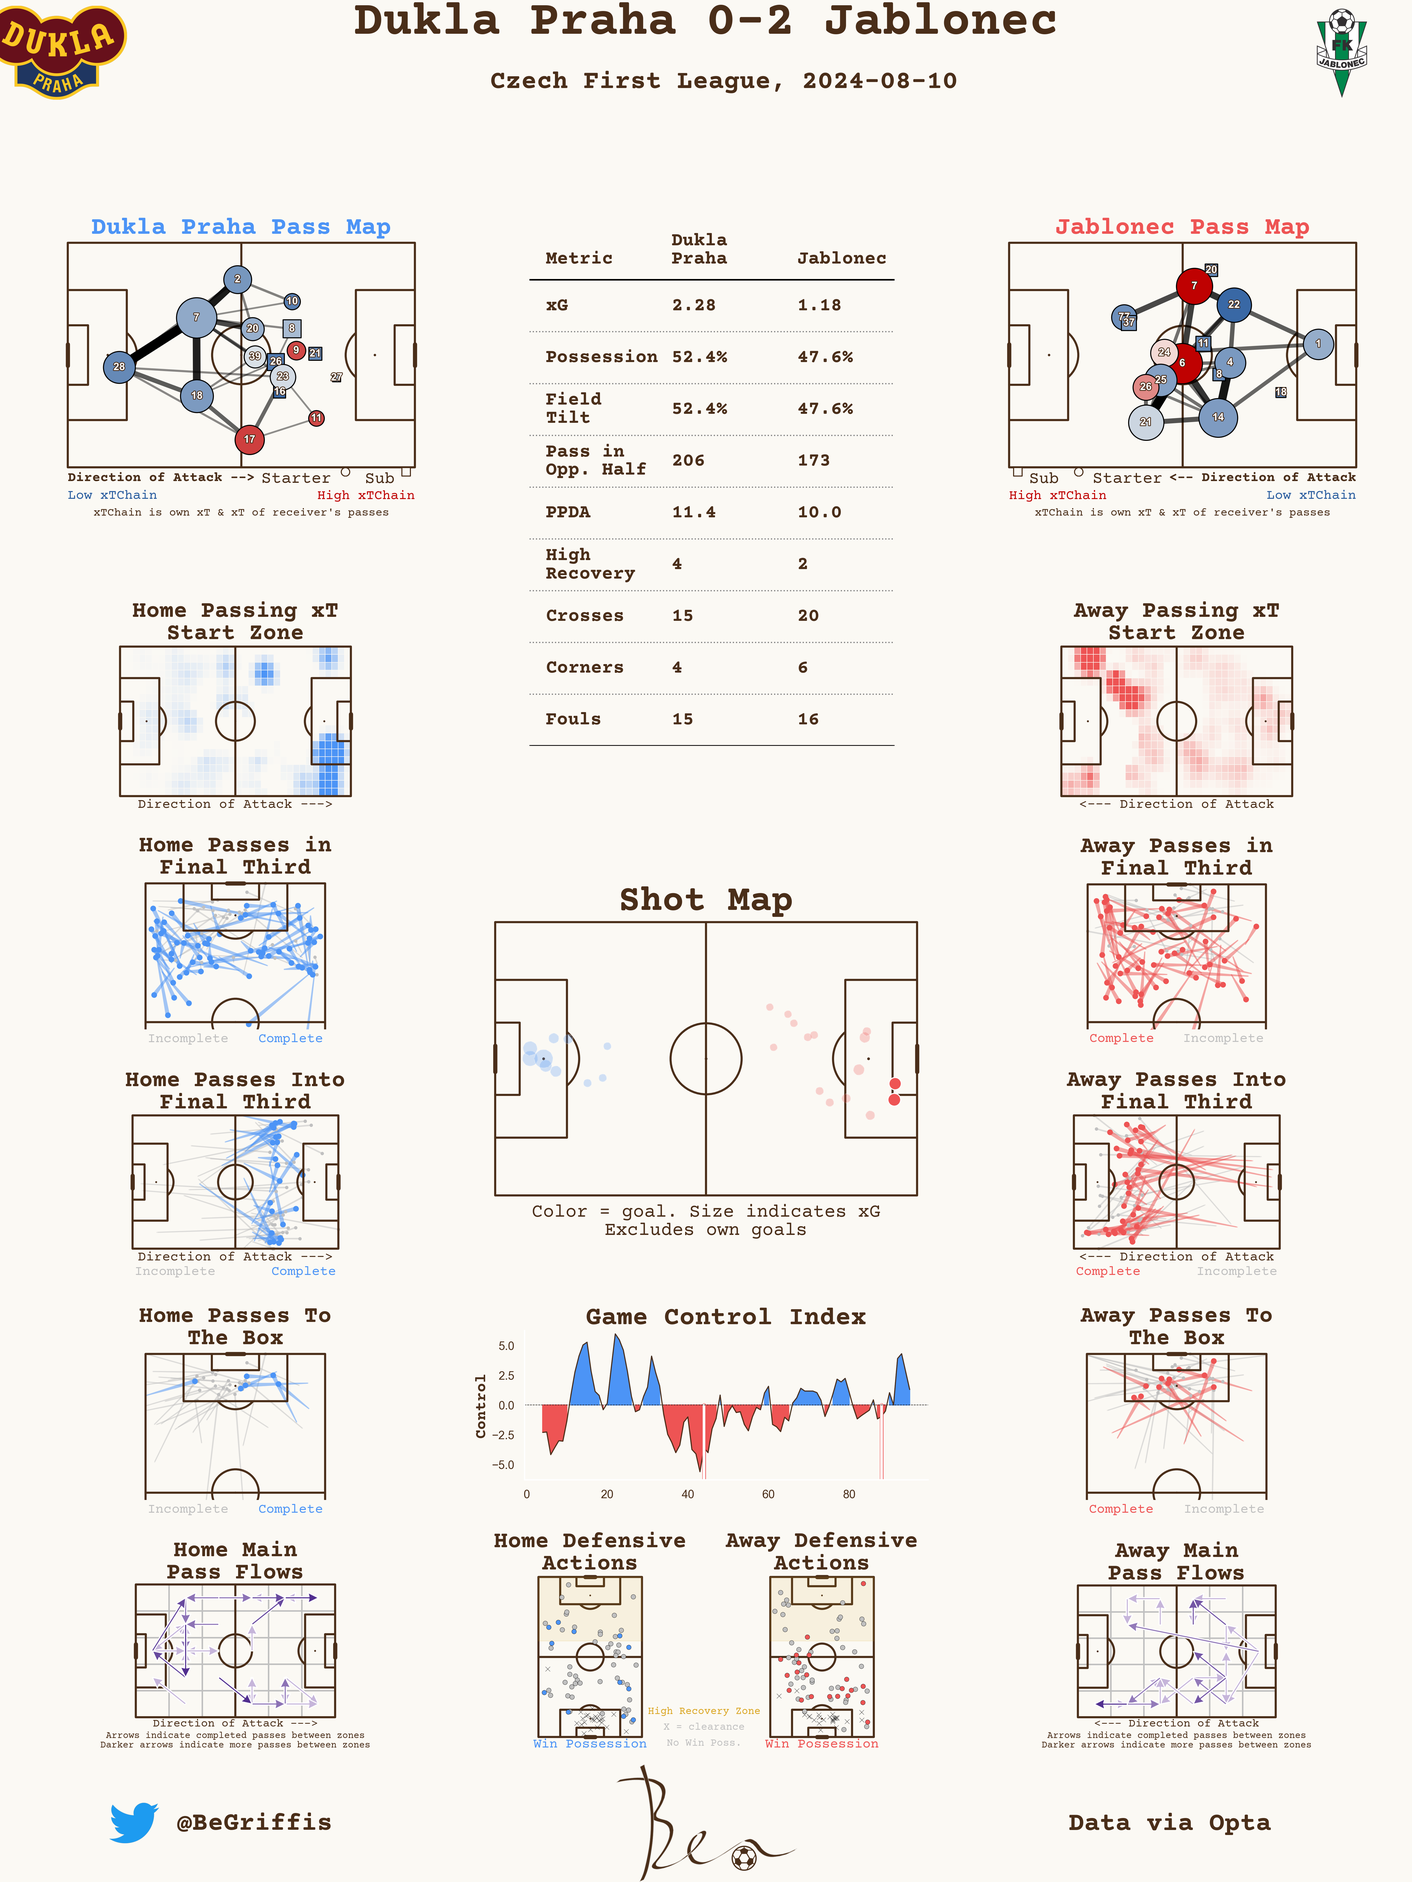 Dukla Praha 0-2 Jablonec
Czech First League, 2024-08-10
DUKLA
PRAHA
FK
JABLONEC
Dukla Praha Pass Map
2
10
7
20
8
9
21
39
26
28
23
27
16
18
11
17
Direction of Attack --> Starter Sub
Low xTChain High xTChain
xTChain is own xT & xT of receiver's passes
Metric Dukla Praha Jablonec
xG 2.28 1.18
Possession 52.4% 47.6%
Field Tilt 52.4% 47.6%
Pass in Opp. Half 206 173
PPDA 11.4 10.0
High Recovery 4 2
Crosses 15 20
Corners 4 6
Fouls 15 16
Jablonec Pass Map
20
7
22
77
37
11
1
24
6
4
8
25
26
18
14
21
Sub Starter <-- Direction of Attack
High xTChain Low xTChain
xTChain is own xT & xT of receiver's passes
Home Passing xT
Start Zone
Direction of Attack --->
Away Passing xT
Start Zone
<--- Direction of Attack
Home Passes in
Final Third
Incomplete Complete
Away Passes in
Final Third
Complete Incomplete
Shot Map
Color = goal. Size indicates xG
Excludes own goals
Home Passes Into
Final Third
Direction of Attack --->
Incomplete Complete
Away Passes Into
Final Third
<--- Direction of Attack
Complete Incomplete
Home Passes To
The Box
Incomplete Complete
Game Control Index
Control
5.0
2.5
0.0
−2.5
−5.0
0 20 40 60 80
Away Passes To
The Box
Complete Incomplete
Home Main
Pass Flows
Direction of Attack --->
Arrows indicate completed passes between zones
Darker arrows indicate more passes between zones
Home Defensive
Actions
Win Possession
High Recovery Zone
X = clearance
No Win Poss.
Away Defensive
Actions
Win Possession
Away Main
Pass Flows
<--- Direction of Attack
Arrows indicate completed passes between zones
Darker arrows indicate more passes between zones
@BeGriffis
Ben
Data via Opta